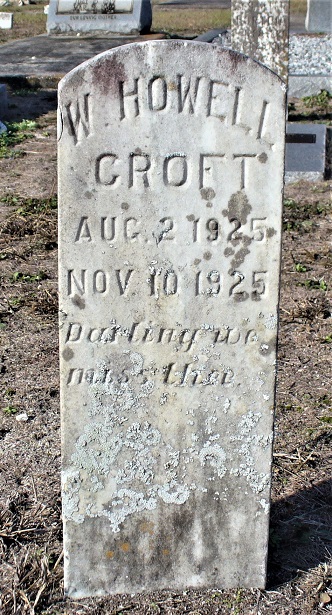 W. HOWELL
CROFT
AUG. 2 1925
NOV 10 1925
Darling we
miss thee.